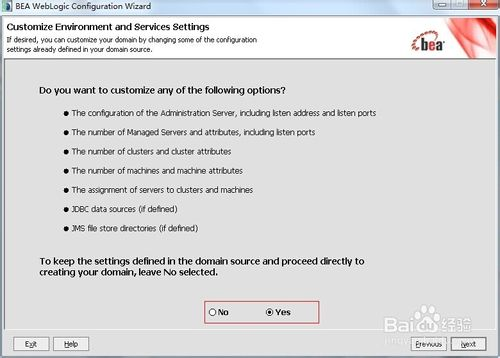 BEA WebLogic Configuration Wizard
Customize Environment and Services Settings
If desired, you can customize your domain by changing some of the configuration
settings already defined in your domain source.
bea
Do you want to customize any of the following options?
The configuration of the Administration Server, including listen address and listen ports
The number of Managed Servers and attributes, including listen ports
The number of clusters and cluster attributes
The number of machines and machine attributes
The assignment of servers to clusters and machines
JDBC data sources (if defined)
JMS file store directories (if defined)
To keep the settings defined in the domain source and proceed directly to
creating your domain, leave No selected.
No Yes
Baidu经验
Exit Help Previous Next